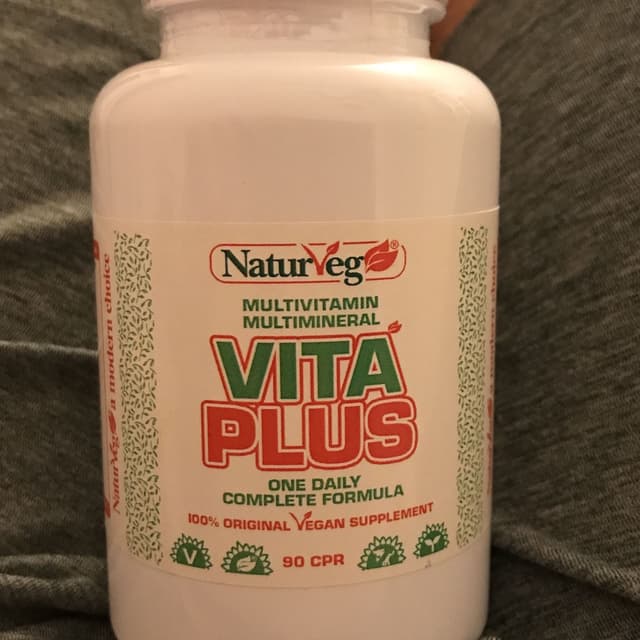 NaturVeg®
MULTIVITAMIN
MULTIMINERAL
VITA
PLUS
ONE DAILY
COMPLETE FORMULA
100% ORIGINAL VEGAN SUPPLEMENT
V
90 CPR
NaturVeg a modern choice